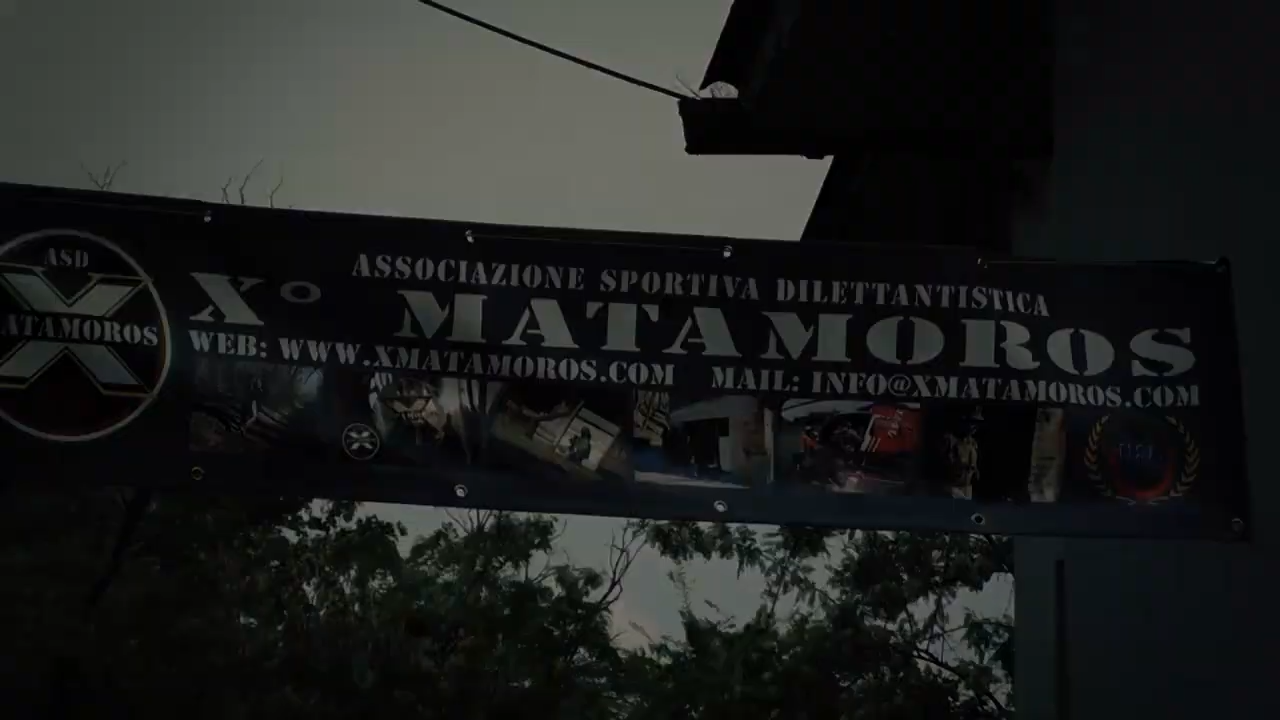 ASD
X
MATAMOROS
ASSOCIAZIONE SPORTIVA DILETTANTISTICA
X° MATAMOROS
WEB: WWW.XMATAMOROS.COM MAIL: INFO@XMATAMOROS.COM